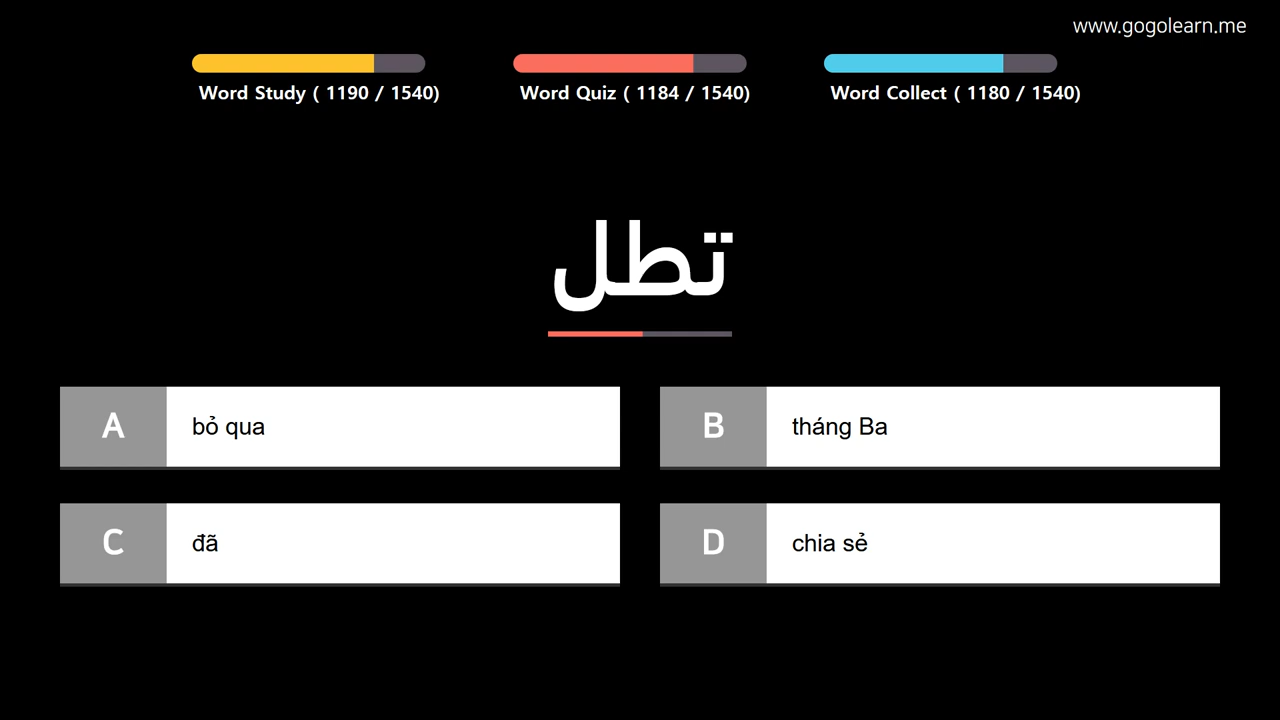 www.gogolearn.me
Word Study ( 1190 / 1540)
Word Quiz ( 1184 / 1540)
Word Collect ( 1180 / 1540)
تطل
A bỏ qua
B tháng Ba
C đã
D chia sẻ